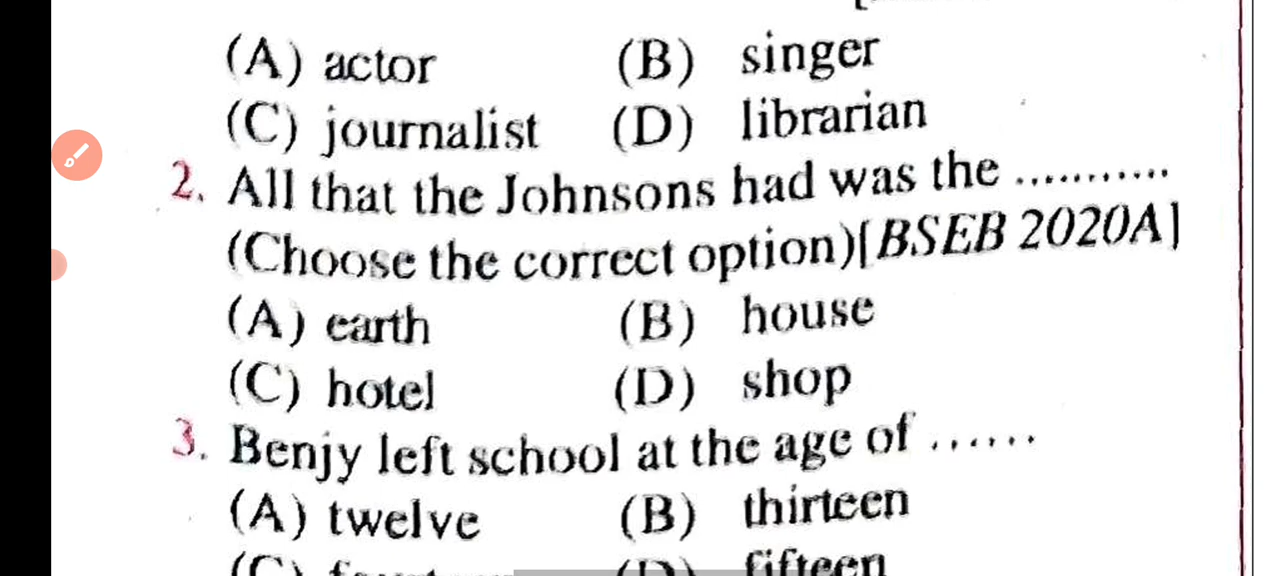 (A) actor (B) singer
(C) journalist (D) librarian
2. All that the Johnsons had was the ...........
(Choose the correct option)[BSEB 2020A]
(A) earth (B) house
(C) hotel (D) shop
3. Benjy left school at the age of ......
(A) twelve (B) thirteen
(C) (D) fifteen